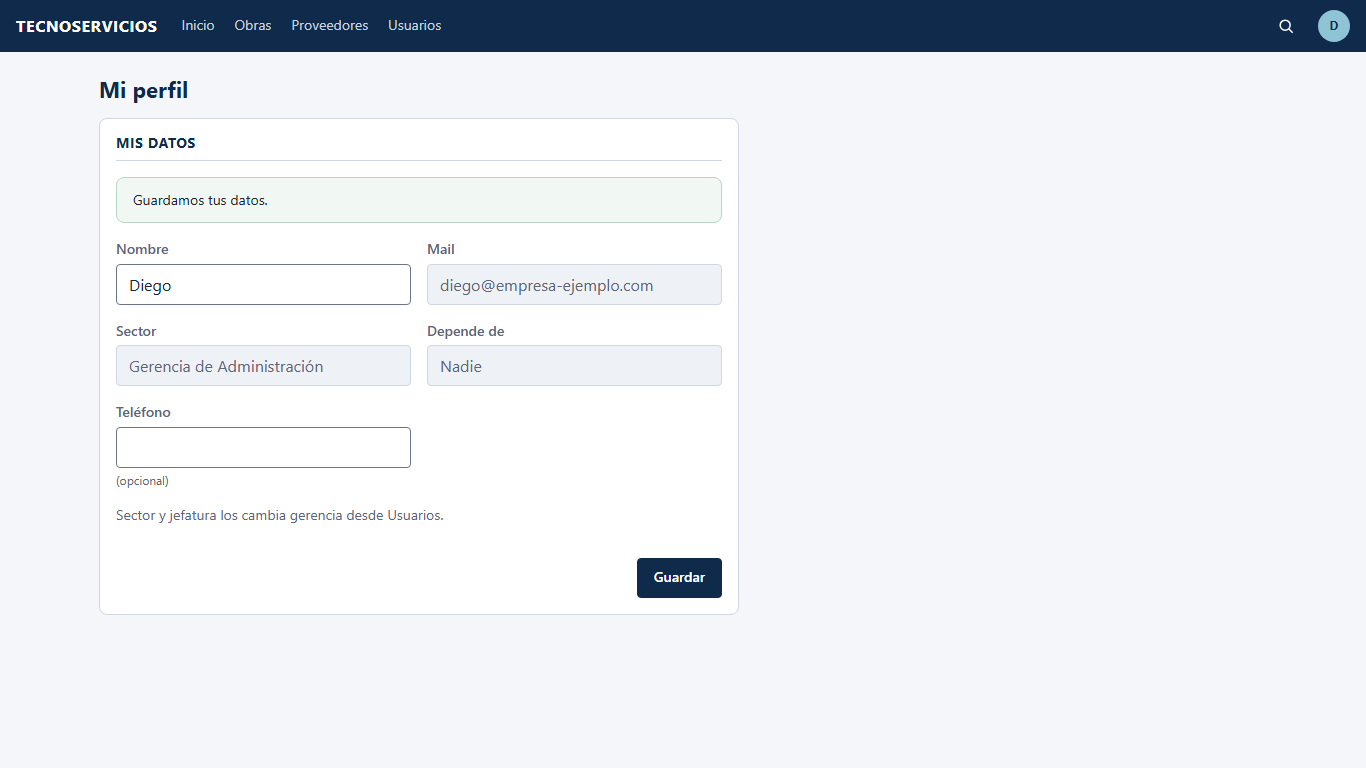 TECNOSERVICIOS Inicio Obras Proveedores Usuarios D
Mi perfil
MIS DATOS
Guardamos tus datos.
Nombre Mail
Diego diego@empresa-ejemplo.com
Sector Depende de
Gerencia de Administración Nadie
Teléfono
(opcional)
Sector y jefatura los cambia gerencia desde Usuarios.
Guardar